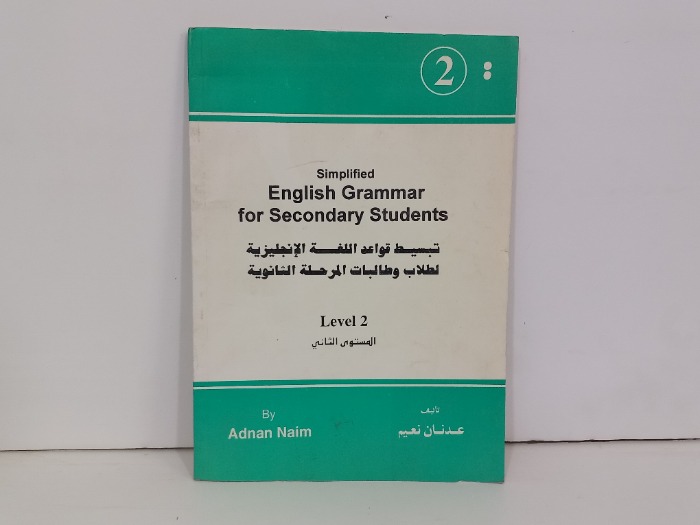 2 :
Simplified
English Grammar
for Secondary Students
تبسيط قواعد اللغة الإنجليزية
لطلاب وطالبات المرحلة الثانوية
Level 2
المستوى الثاني
By
Adnan Naim
تأليف
عدنان نعيم